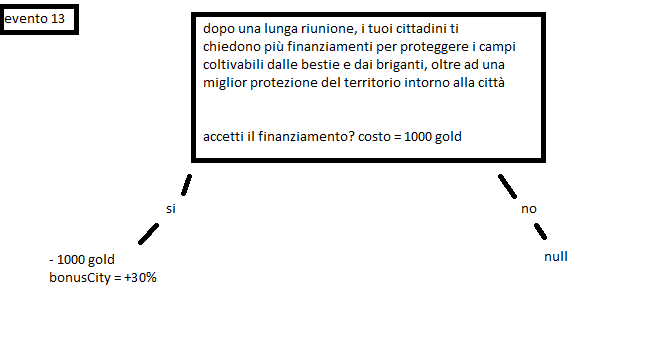 evento 13
dopo una lunga riunione, i tuoi cittadini ti
chiedono più finanziamenti per proteggere i campi
coltivabili dalle bestie e dai briganti, oltre ad una
miglior protezione del territorio intorno alla città
accetti il finanziamento? costo = 1000 gold
si
no
- 1000 gold
bonusCity = +30%
null